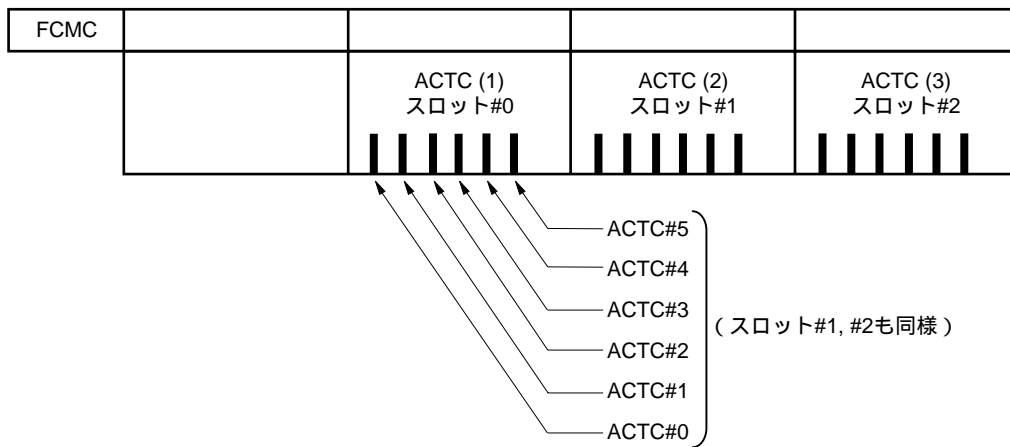 FCMC
ACTC (1)
スロット#0
ACTC (2)
スロット#1
ACTC (3)
スロット#2
ACTC#5
ACTC#4
ACTC#3
ACTC#2
ACTC#1
ACTC#0
（スロット#1, #2も同様）